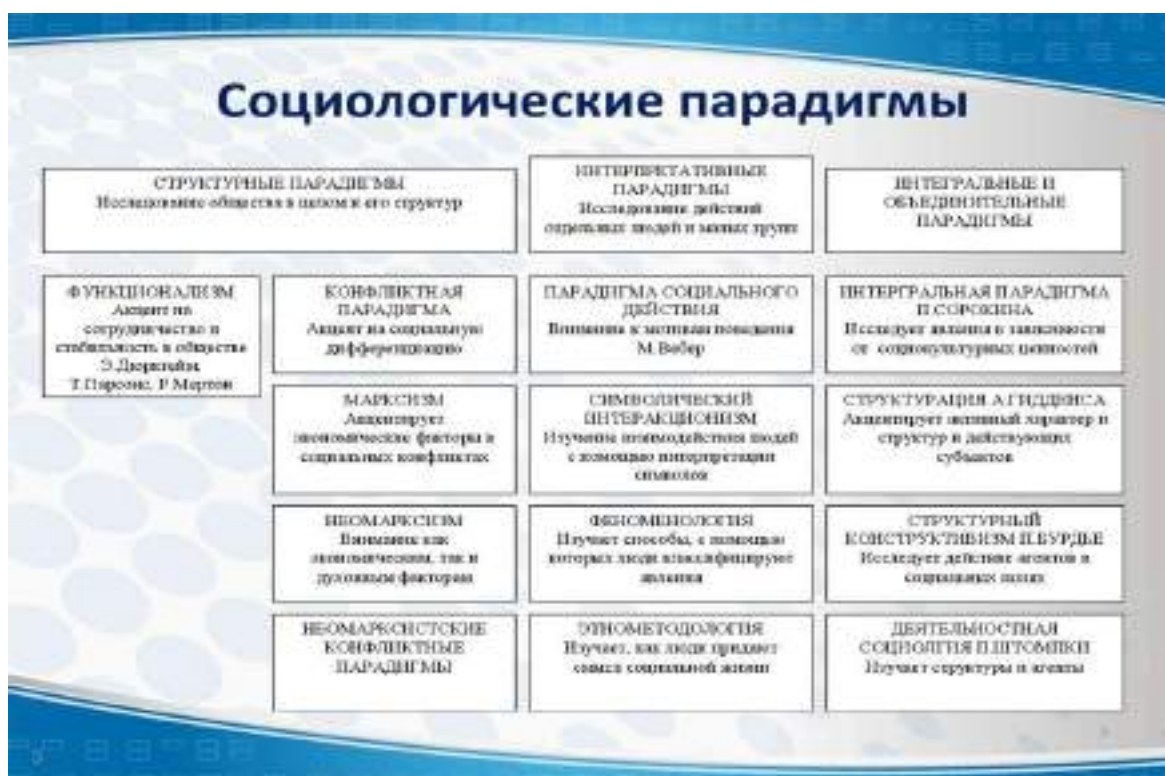 Социологические парадигмы
СТРУКТУРНЫЕ ПАРАДИГМЫ
Исследование общества в целом и его структур
ИНТЕРПРЕТАТИВНЫЕ
ПАРАДИГМЫ
Исследование действий
отдельных людей и малых групп
ИНТЕГРАЛЬНЫЕ И
ОБЪЕДИНИТЕЛЬНЫЕ
ПАРАДИГМЫ
ФУНКЦИОНАЛИЗМ
Акцент на
сотрудничество и
стабильность в обществе
Э.Дюркгейм,
Т.Парсонс, Р.Мертон
КОНФЛИКТНАЯ
ПАРАДИГМА
Акцент на социальную
дифференциацию
ПАРАДИГМА СОЦИАЛЬНОГО
ДЕЙСТВИЯ
Внимание к мотивам поведения
М.Вебер
ИНТЕРГРАЛЬНАЯ ПАРАДИГМА
П.СОРОКИНА
Исследует явления в зависимости
от социокультурных ценностей
МАРКСИЗМ
Акцентирует
экономические факторы в
социальных конфликтах
СИМВОЛИЧЕСКИЙ
ИНТЕРАКЦИОНИЗМ
Изучение взаимодействия людей
с помощью интерпретации
символов
СТРУКТУРАЦИЯ А.ГИДДЕНСА
Акцентирует активный характер и
структур и действующих
субъектов
НЕОМАРКСИЗМ
Внимание как
экономическим, так и
духовным факторам
ФЕНОМЕНОЛОГИЯ
Изучает способы, с помощью
которых люди классифицируют
явления
СТРУКТУРНЫЙ
КОНСТРУКТИВИЗМ П.БУРДЬЕ
Исследует действие агентов в
социальных полях
НЕОМАРКСИСТСКИЕ
КОНФЛИКТНЫЕ
ПАРАДИГМЫ
ЭТНОМЕТОДОЛОГИЯ
Изучает, как люди придают
смысл социальной жизни
ДЕЯТЕЛЬНОСТНАЯ
СОЦИОЛГИЯ П.ШТОМПКИ
Изучает структуры и агенты